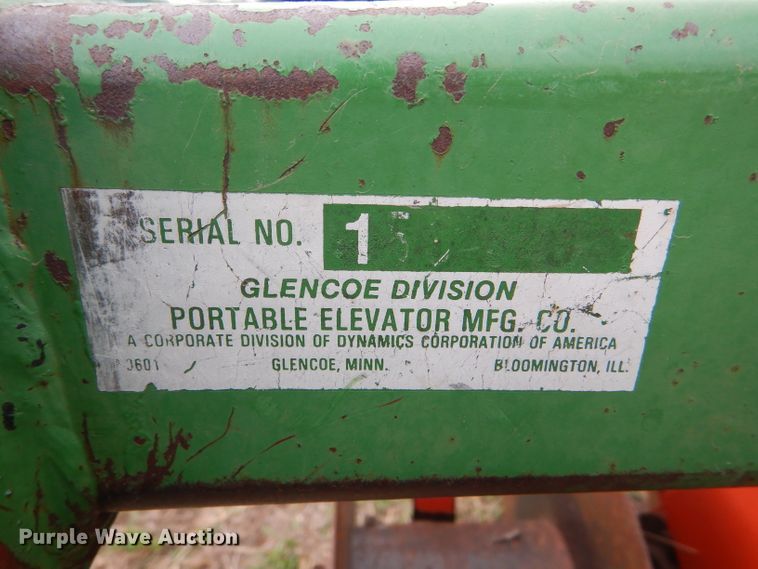 SERIAL NO. 1
GLENCOE DIVISION
PORTABLE ELEVATOR MFG. CO.
A CORPORATE DIVISION OF DYNAMICS CORPORATION OF AMERICA
GLENCOE, MINN. BLOOMINGTON, ILL.
Purple Wave Auction